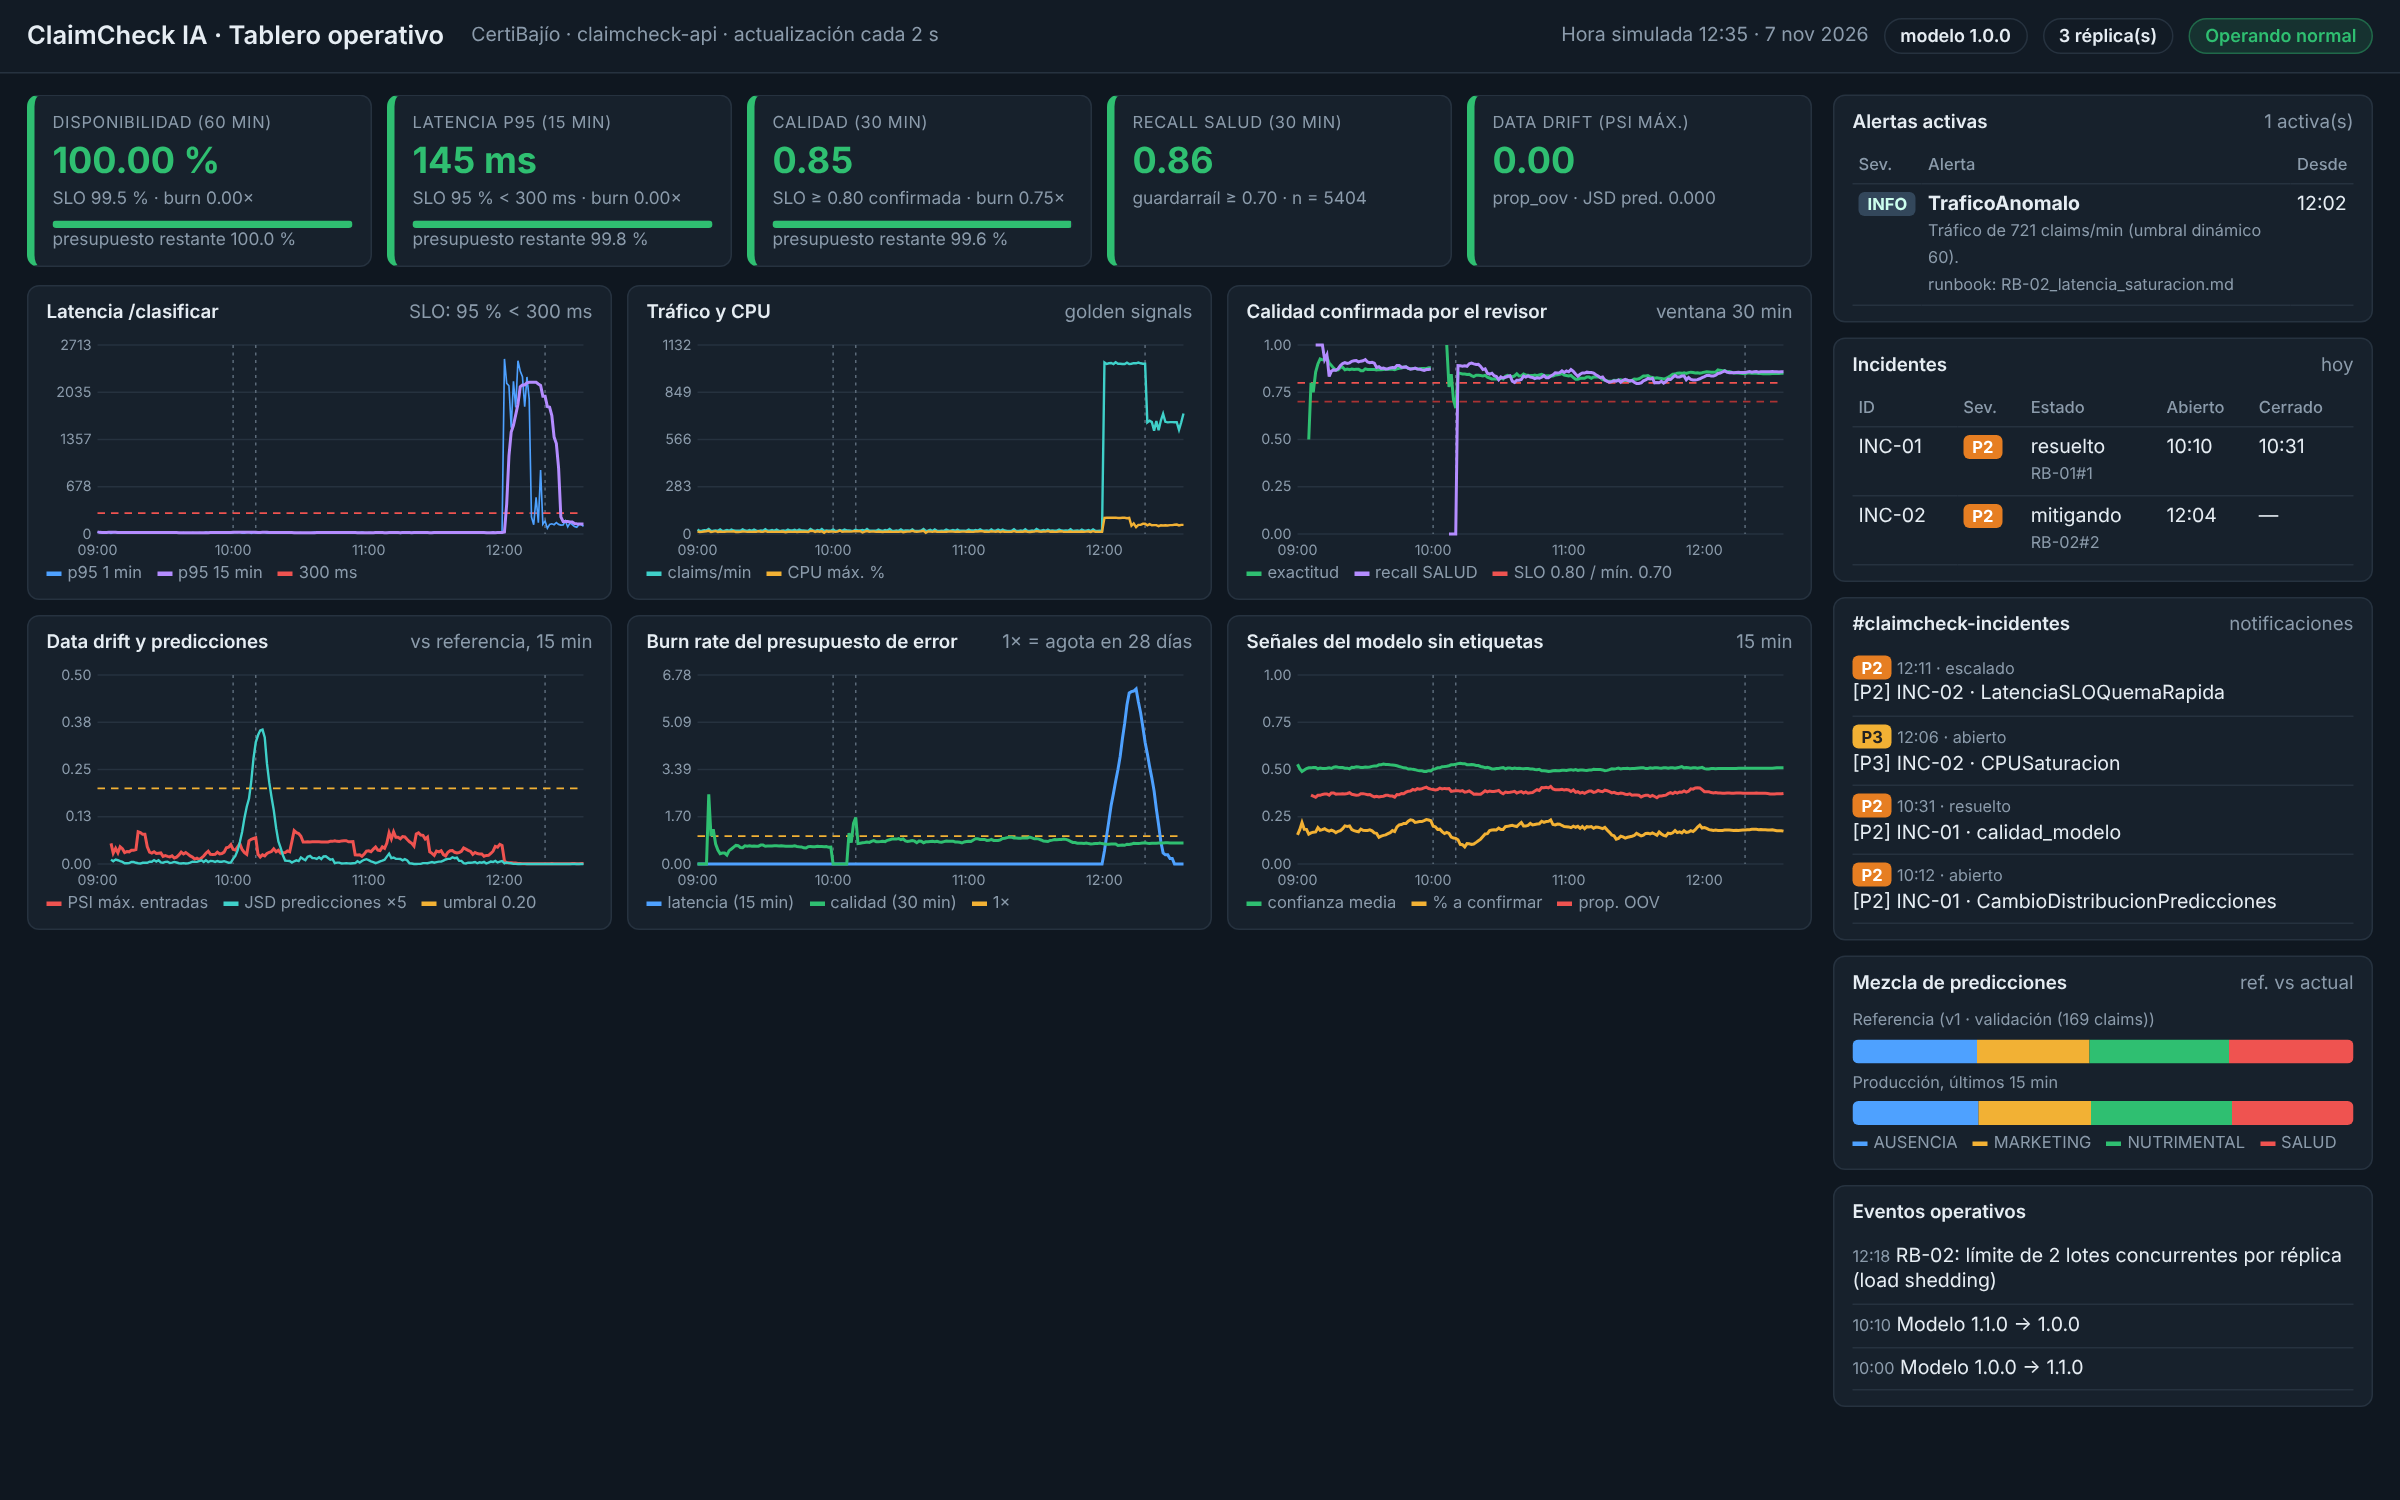 ClaimCheck IA · Tablero operativo
CertiBajío · claimcheck-api · actualización cada 2 s
Hora simulada 12:35 · 7 nov 2026
modelo 1.0.0
3 réplica(s)
Operando normal
DISPONIBILIDAD (60 MIN)
100.00 %
SLO 99.5 % · burn 0.00×
presupuesto restante 100.0 %
LATENCIA P95 (15 MIN)
145 ms
SLO 95 % < 300 ms · burn 0.00×
presupuesto restante 99.8 %
CALIDAD (30 MIN)
0.85
SLO ≥ 0.80 confirmada · burn 0.75×
presupuesto restante 99.6 %
RECALL SALUD (30 MIN)
0.86
guardarraíl ≥ 0.70 · n = 5404
DATA DRIFT (PSI MÁX.)
0.00
prop_oov · JSD pred. 0.000
Latencia /clasificar
SLO: 95 % < 300 ms
2713
2035
1357
678
0
09:00 10:00 11:00 12:00
p95 1 min p95 15 min 300 ms
Tráfico y CPU
golden signals
1132
849
566
283
0
09:00 10:00 11:00 12:00
claims/min CPU máx. %
Calidad confirmada por el revisor
ventana 30 min
1.00
0.75
0.50
0.25
0.00
09:00 10:00 11:00 12:00
exactitud recall SALUD SLO 0.80 / mín. 0.70
Data drift y predicciones
vs referencia, 15 min
0.50
0.38
0.25
0.13
0.00
09:00 10:00 11:00 12:00
PSI máx. entradas JSD predicciones ×5 umbral 0.20
Burn rate del presupuesto de error
1× = agota en 28 días
6.78
5.09
3.39
1.70
0.00
09:00 10:00 11:00 12:00
latencia (15 min) calidad (30 min) 1×
Señales del modelo sin etiquetas
15 min
1.00
0.75
0.50
0.25
0.00
09:00 10:00 11:00 12:00
confianza media % a confirmar prop. OOV
Alertas activas
1 activa(s)
Sev. Alerta Desde
INFO TraficoAnomalo 12:02
Tráfico de 721 claims/min (umbral dinámico
60).
runbook: RB-02_latencia_saturacion.md
Incidentes
hoy
ID Sev. Estado Abierto Cerrado
INC-01 P2 resuelto 10:10 10:31
RB-01#1
INC-02 P2 mitigando 12:04 —
RB-02#2
#claimcheck-incidentes
notificaciones
P2 12:11 · escalado
[P2] INC-02 · LatenciaSLOQuemaRapida
P3 12:06 · abierto
[P3] INC-02 · CPUSaturacion
P2 10:31 · resuelto
[P2] INC-01 · calidad_modelo
P2 10:12 · abierto
[P2] INC-01 · CambioDistribucionPredicciones
Mezcla de predicciones
ref. vs actual
Referencia (v1 · validación (169 claims))
Producción, últimos 15 min
AUSENCIA MARKETING NUTRIMENTAL SALUD
Eventos operativos
12:18 RB-02: límite de 2 lotes concurrentes por réplica
(load shedding)
10:10 Modelo 1.1.0 → 1.0.0
10:00 Modelo 1.0.0 → 1.1.0